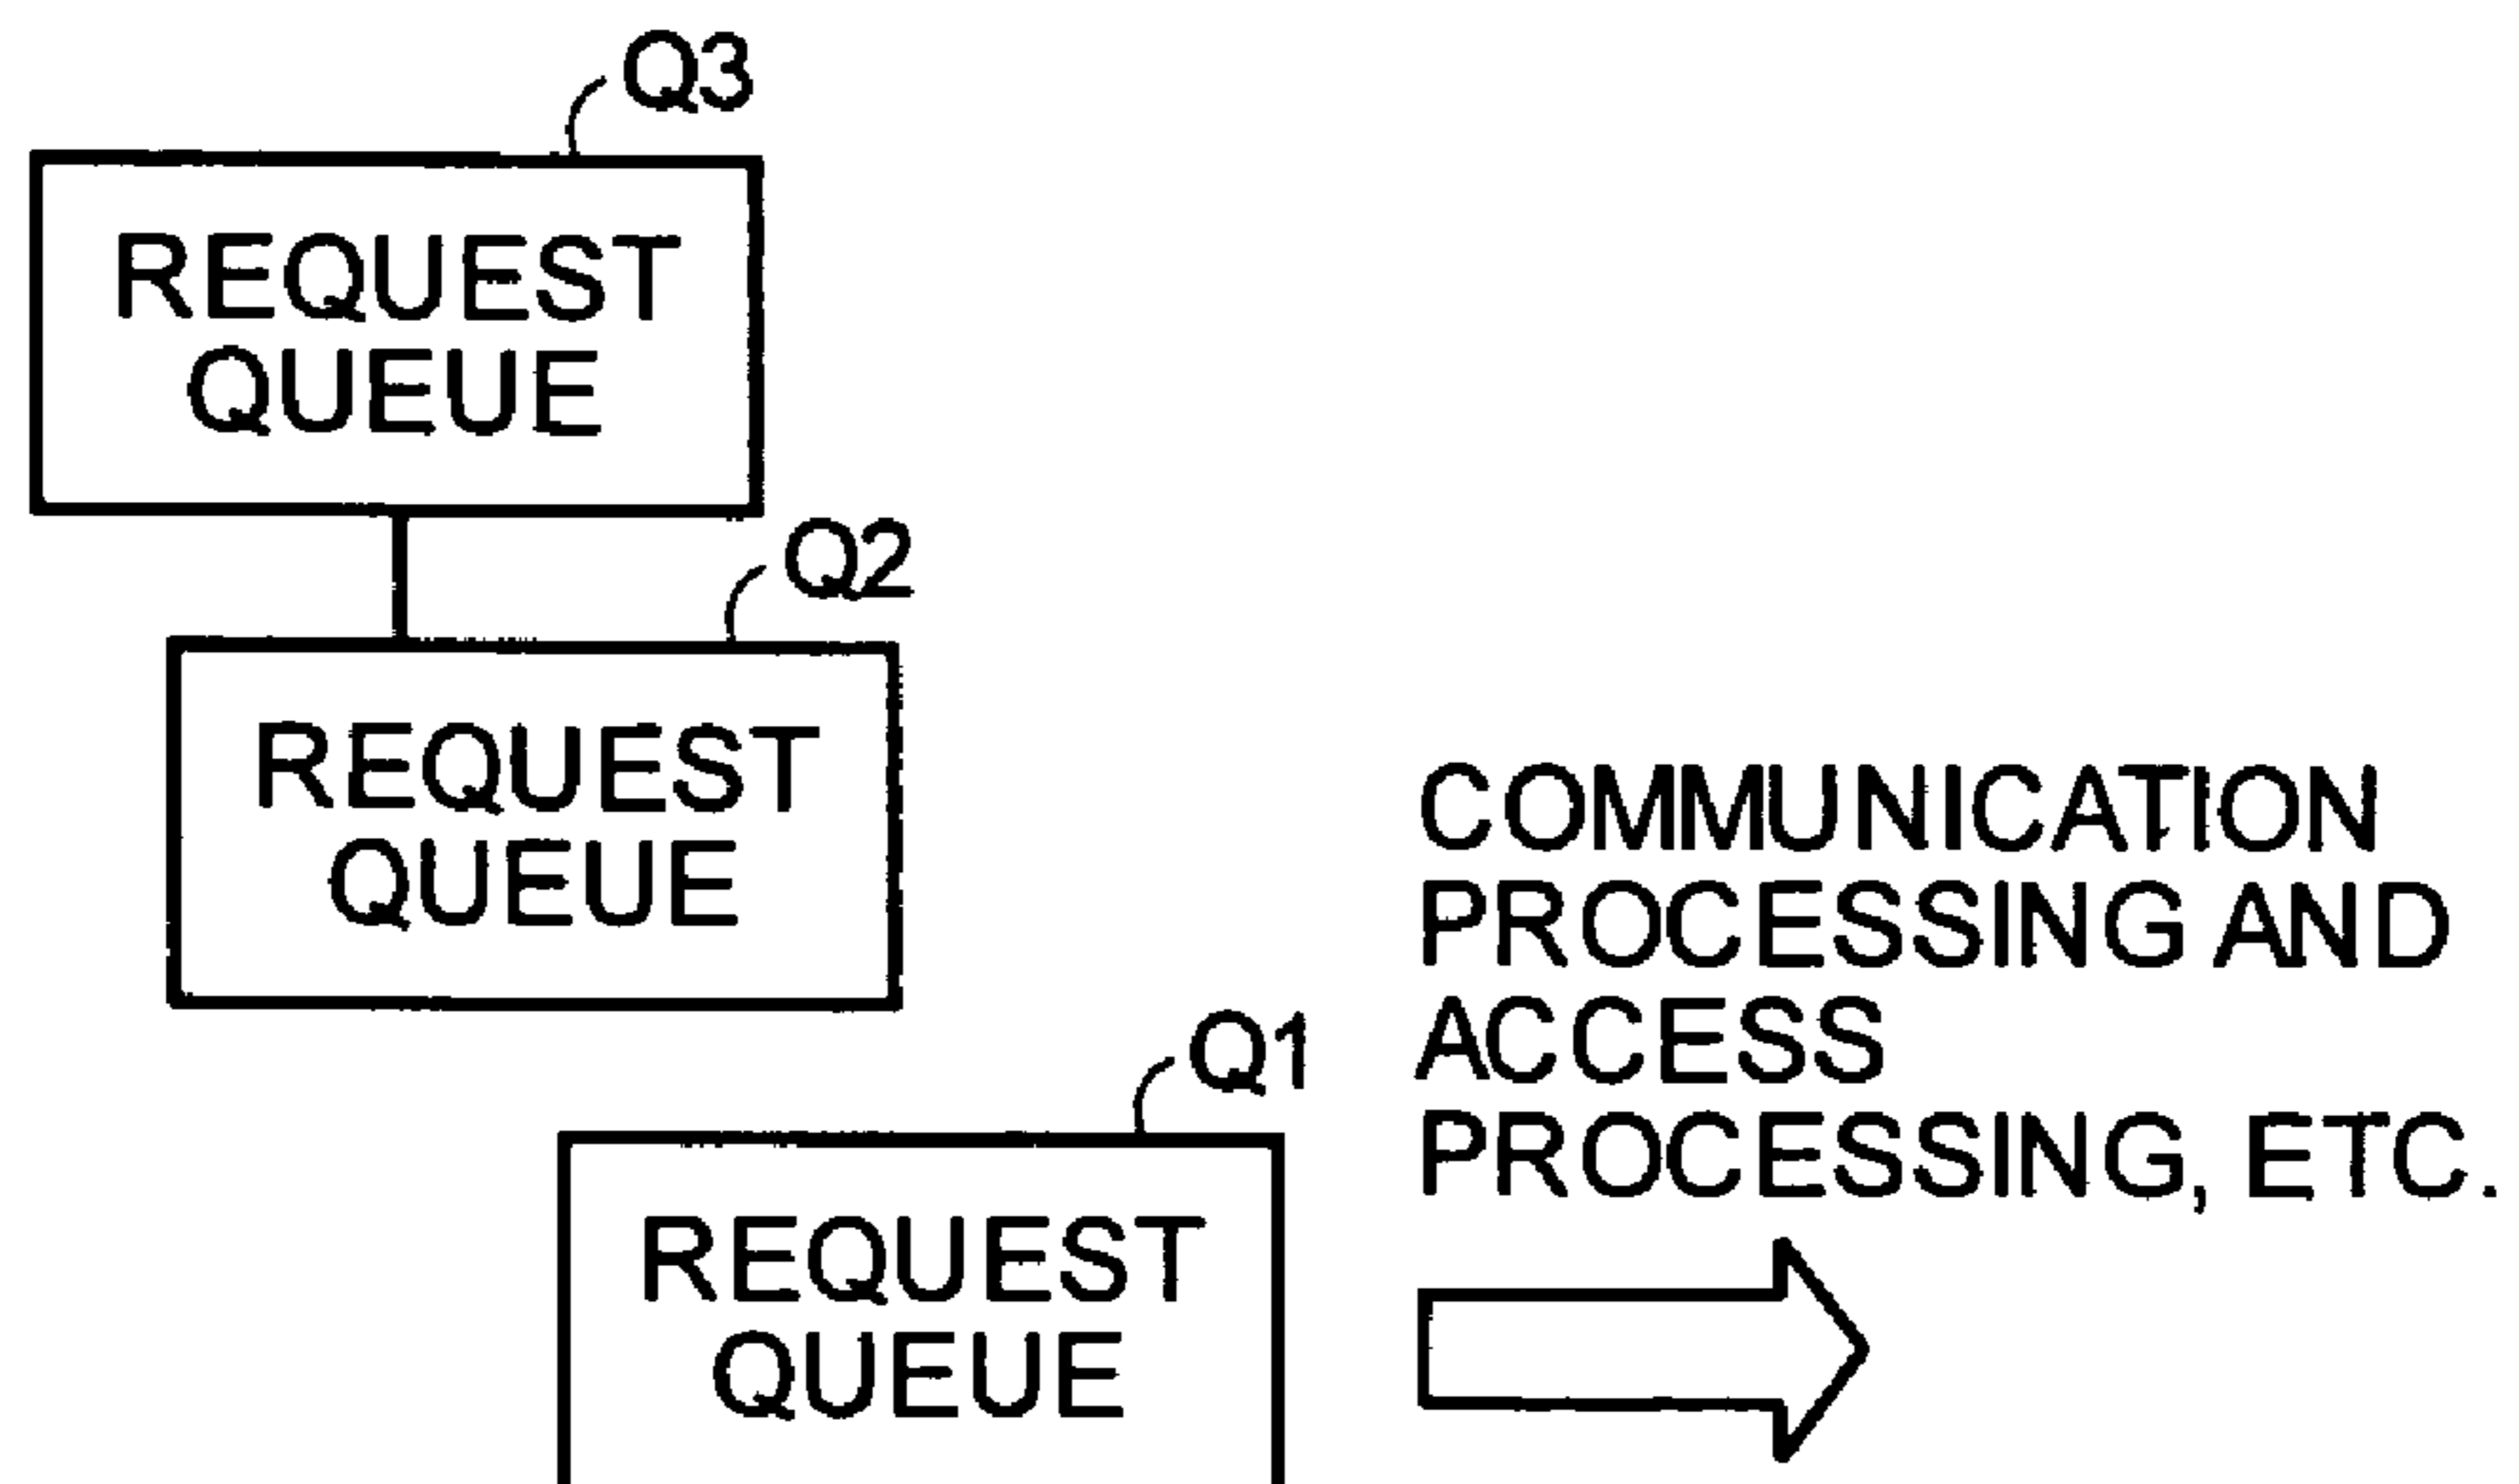 Q3
REQUEST
QUEUE
Q2
REQUEST
QUEUE
Q1
REQUEST
QUEUE
COMMUNICATION
PROCESSING AND
ACCESS
PROCESSING, ETC.